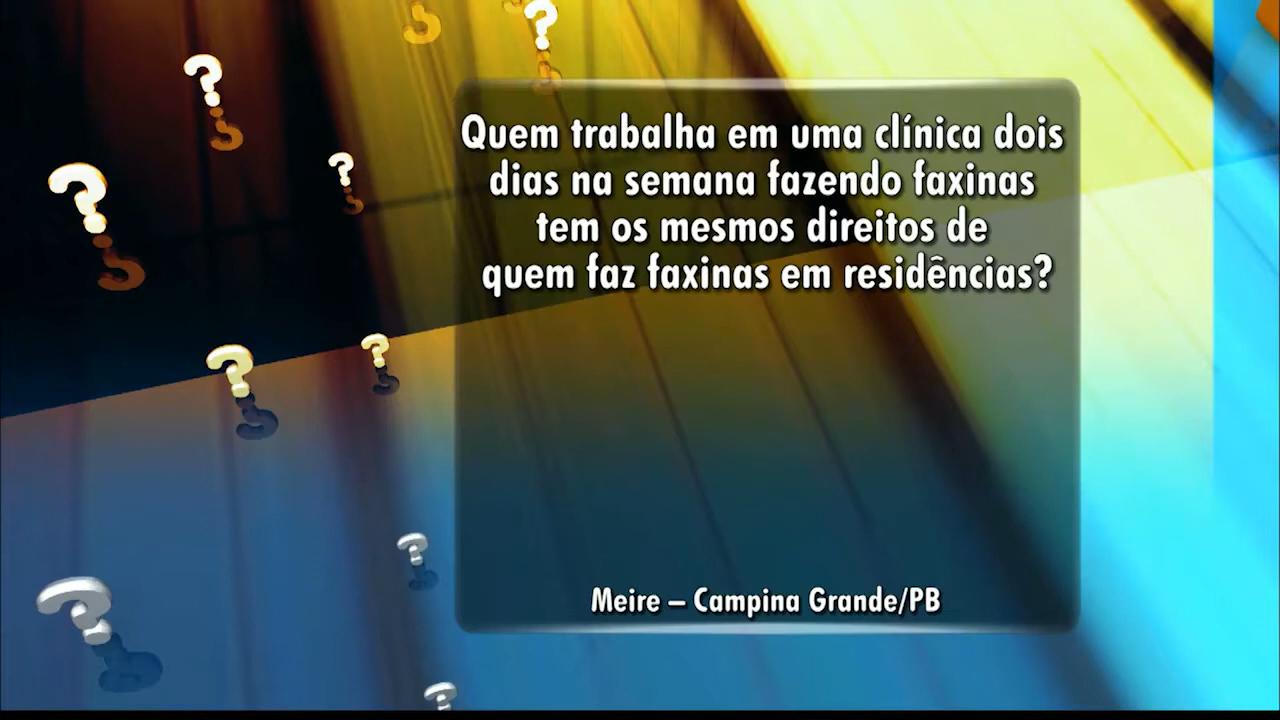 Quem trabalha em uma clínica dois
dias na semana fazendo faxinas
tem os mesmos direitos de
quem faz faxinas em residências?
Meire – Campina Grande/PB